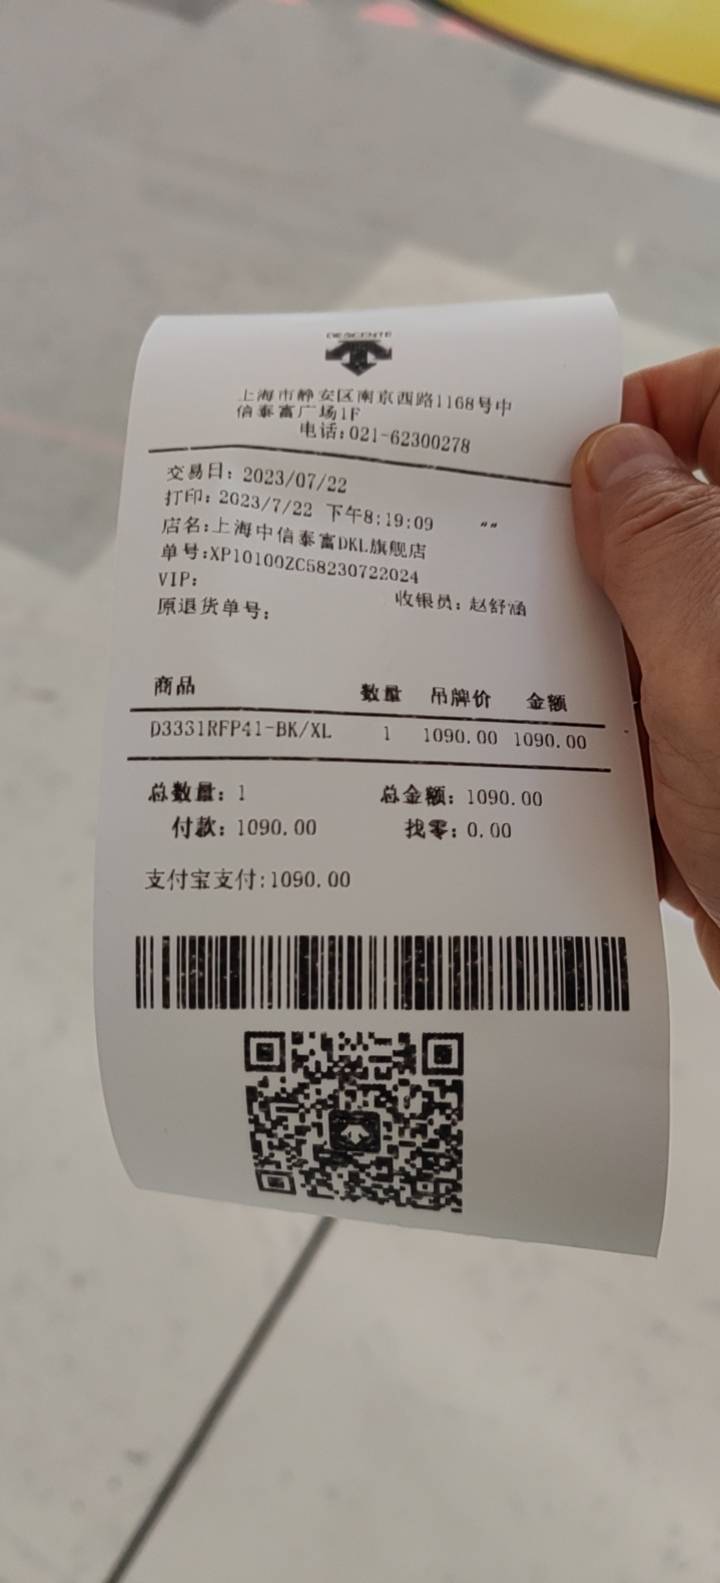 DESCENTE
上海市静安区南京西路1168号中
信泰富广场1F
电话:021-62300278
交易日: 2023/07/22
打印: 2023/7/22 下午8:19:09 ""
店名:上海中信泰富DKL旗舰店
单号:XP10100ZC58230722024
VIP: 收银员: 赵舒涵
原退货单号:
商品 数量 吊牌价 金额
D3331RFP41-BK/XL 1 1090.00 1090.00
总数量: 1 总金额: 1090.00
付款: 1090.00 找零: 0.00
支付宝支付:1090.00